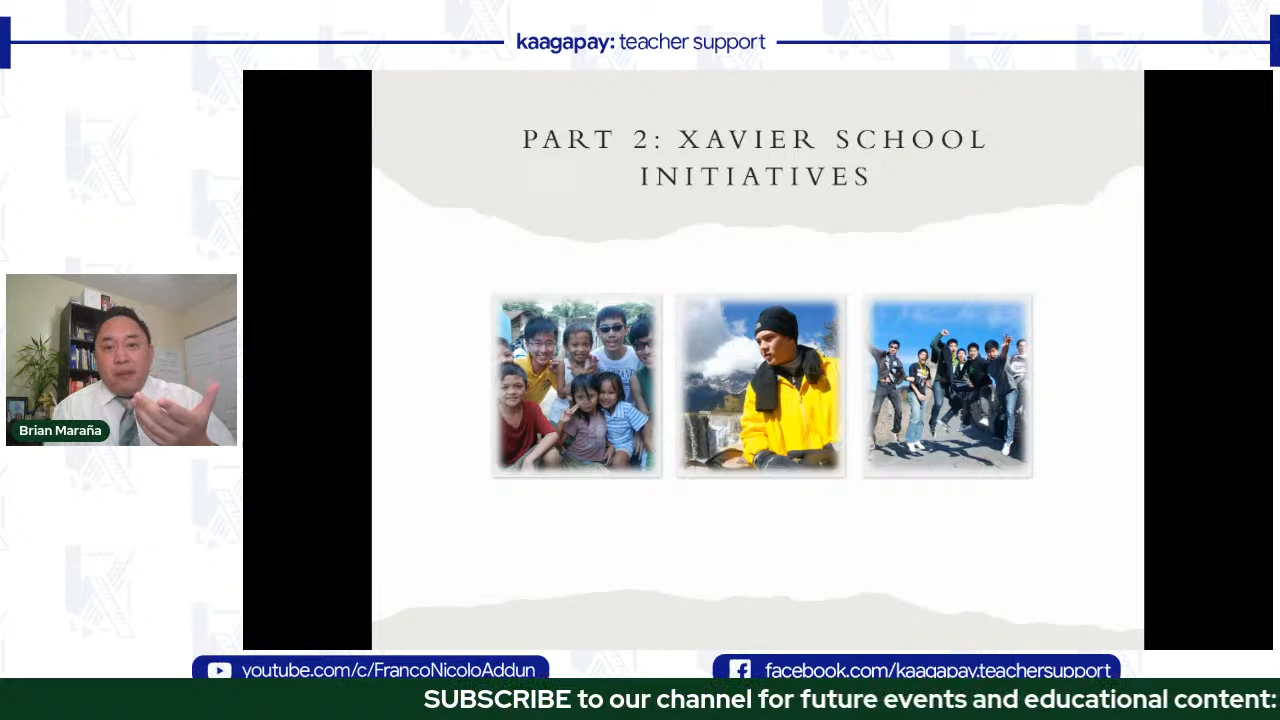 kaagapay: teacher support
PART 2: XAVIER SCHOOL
INITIATIVES
Brian Maraña
youtube.com/c/FrancoNicoloAddun
facebook.com/kaagapay.teachersupport
SUBSCRIBE to our channel for future events and educational content: